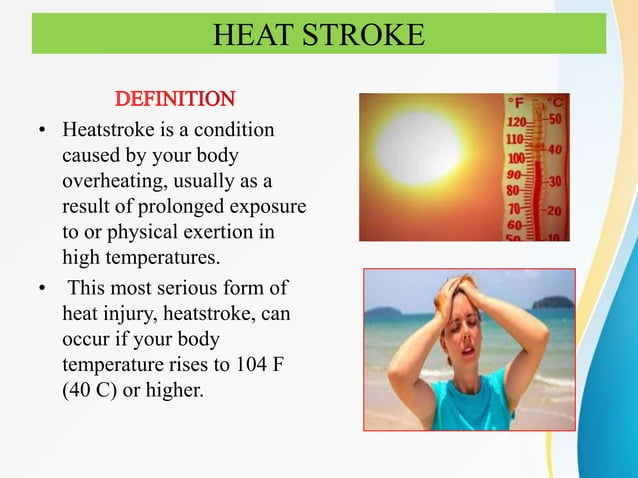 HEAT STROKE
DEFINITION
• Heatstroke is a condition
caused by your body
overheating, usually as a
result of prolonged exposure
to or physical exertion in
high temperatures.
• This most serious form of
heat injury, heatstroke, can
occur if your body
temperature rises to 104 F
(40 C) or higher.
°F °C
120 50
110
100 40
90
80 30
70 20
60
50 10